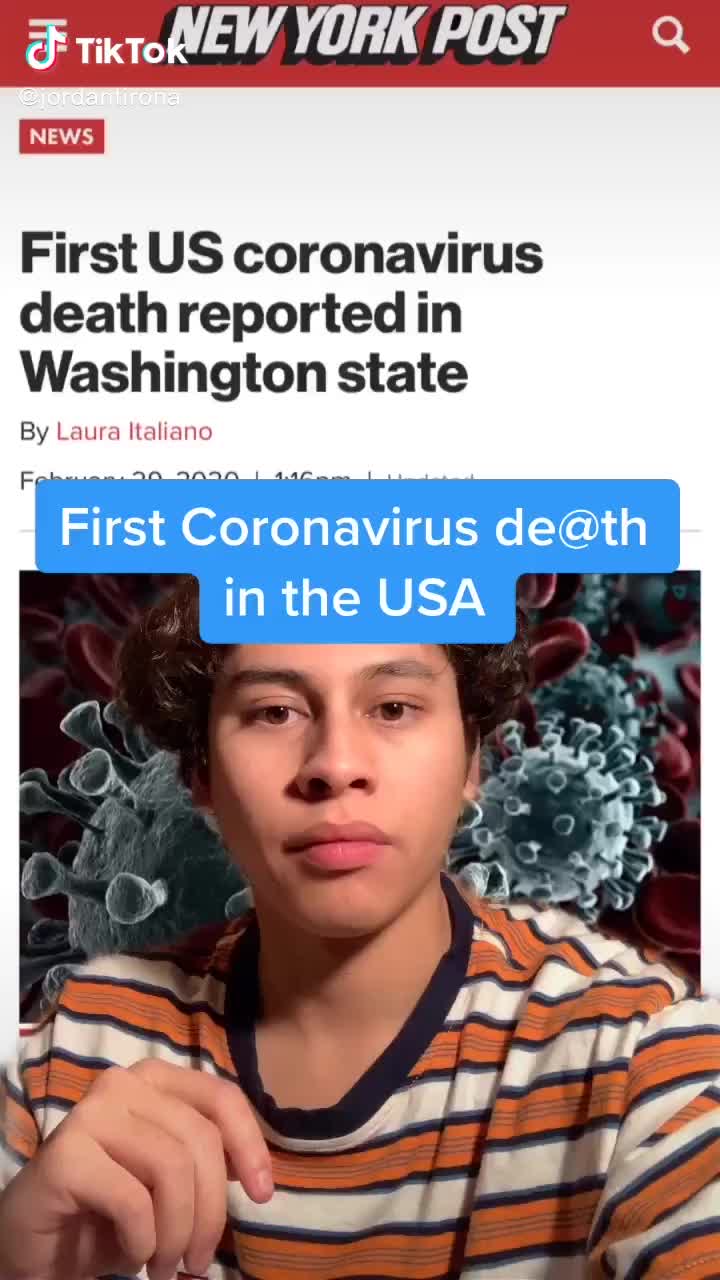 NEW YORK POST
TikTok
@jordantirona
NEWS
First US coronavirus
death reported in
Washington state
By Laura Italiano
February 29, 2020 | 1:16pm | Updated
First Coronavirus de@th
in the USA